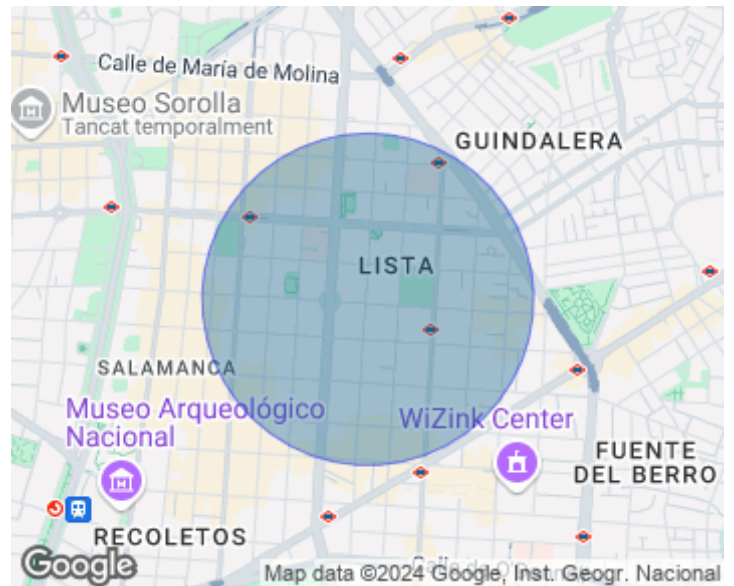 Calle de María de Molina
Museo Sorolla
Tancat temporalment
GUINDALERA
LISTA
SALAMANCA
Museo Arqueológico
Nacional
WiZink Center
FUENTE
DEL BERRO
RECOLETOS
Google
Map data ©2024 Google, Inst. Geogr. Nacional